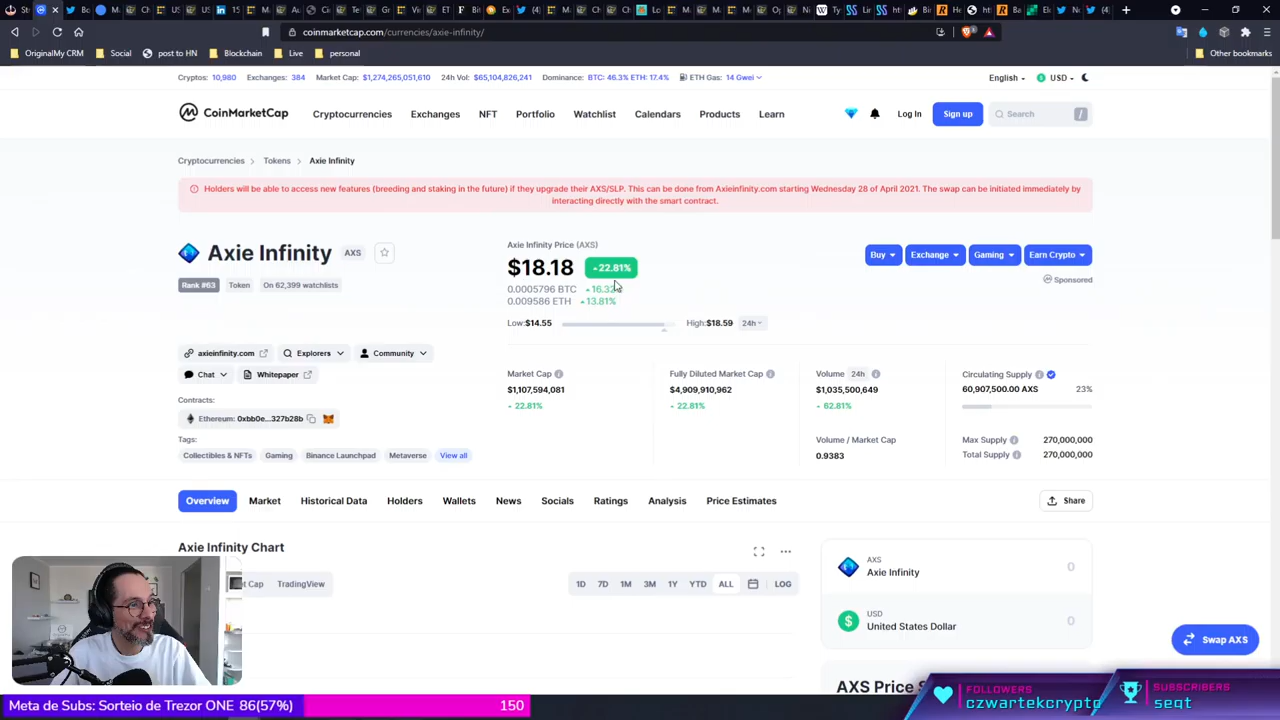 coinmarketcap.com/currencies/axie-infinity/
OriginalMy CRM
Social
post to HN
Blockchain
Live
personal
Other bookmarks
Cryptos: 10,980 Exchanges: 384 Market Cap: $1,274,265,051,610 24h Vol: $65,104,826,241 Dominance: BTC: 46.3% ETH: 17.4% ETH Gas: 14 Gwei
English USD
CoinMarketCap
Cryptocurrencies Exchanges NFT Portfolio Watchlist Calendars Products Learn
Log In Sign up Search /
Cryptocurrencies Tokens Axie Infinity
Holders will be able to access new features (breeding and staking in the future) if they upgrade their AXS/SLP. This can be done from Axieinfinity.com starting Wednesday 28 of April 2021. The swap can be initiated immediately by
interacting directly with the smart contract.
Axie Infinity AXS
Rank #63 Token On 62,399 watchlists
Axie Infinity Price (AXS)
$18.18 22.81%
0.0005796 BTC
0.009586 ETH 13.81%
Low: $14.55 High: $18.59 24h
Buy Exchange Gaming Earn Crypto
Sponsored
axieinfinity.com Explorers Community
Chat Whitepaper
Contracts:
Ethereum: 0xbb0e...327b28b
Tags:
Collectibles & NFTs Gaming Binance Launchpad Metaverse View all
Market Cap
$1,107,594,081
22.81%
Fully Diluted Market Cap
$4,909,910,962
22.81%
Volume 24h
$1,035,500,649
62.81%
Volume / Market Cap
0.9383
Circulating Supply
60,907,500.00 AXS 23%
Max Supply 270,000,000
Total Supply 270,000,000
Overview Market Historical Data Holders Wallets News Socials Ratings Analysis Price Estimates
Share
Axie Infinity Chart
Cap TradingView
1D 7D 1M 3M 1Y YTD ALL LOG
AXS
Axie Infinity 0
USD
United States Dollar 0
Swap AXS
Meta de Subs: Sorteio de Trezor ONE 86(57%) 150
FOLLOWERS
czwartekcrypto
SUBSCRIBERS